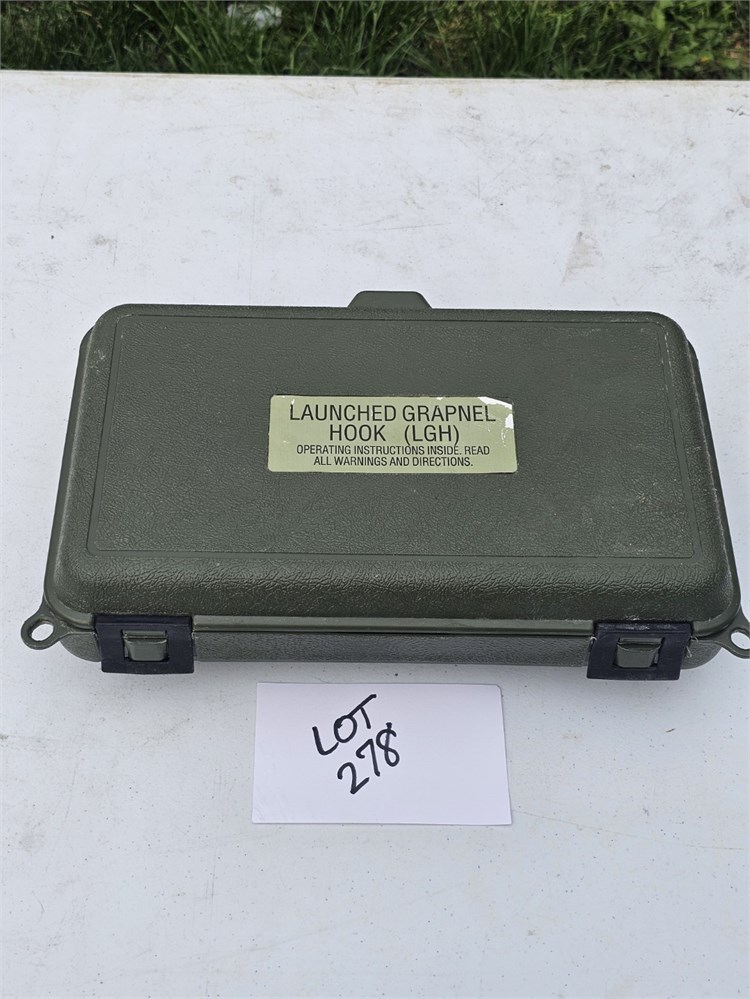 LAUNCHED GRAPNEL
HOOK (LGH)
OPERATING INSTRUCTIONS INSIDE. READ
ALL WARNINGS AND DIRECTIONS.
LOT
278